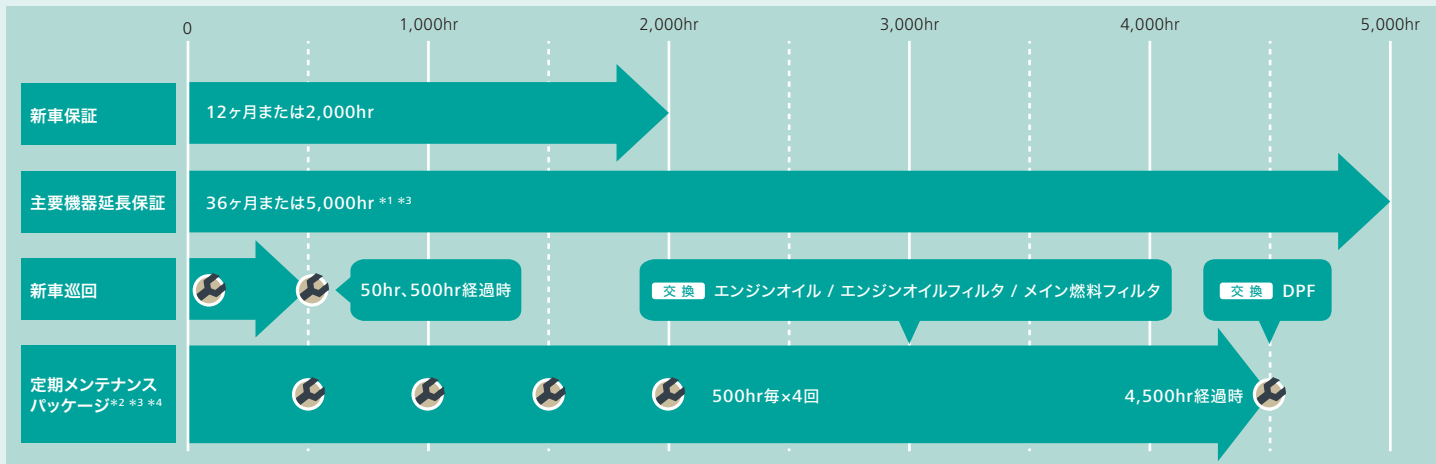 0
1,000hr
2,000hr
3,000hr
4,000hr
5,000hr
新車保証
12ヶ月または2,000hr
主要機器延長保証
36ヶ月または5,000hr *1 *3
新車巡回
50hr、500hr経過時
交換 エンジンオイル / エンジンオイルフィルタ / メイン燃料フィルタ
交換 DPF
定期メンテナンス
パッケージ*2 *3 *4
500hr毎×4回
4,500hr経過時